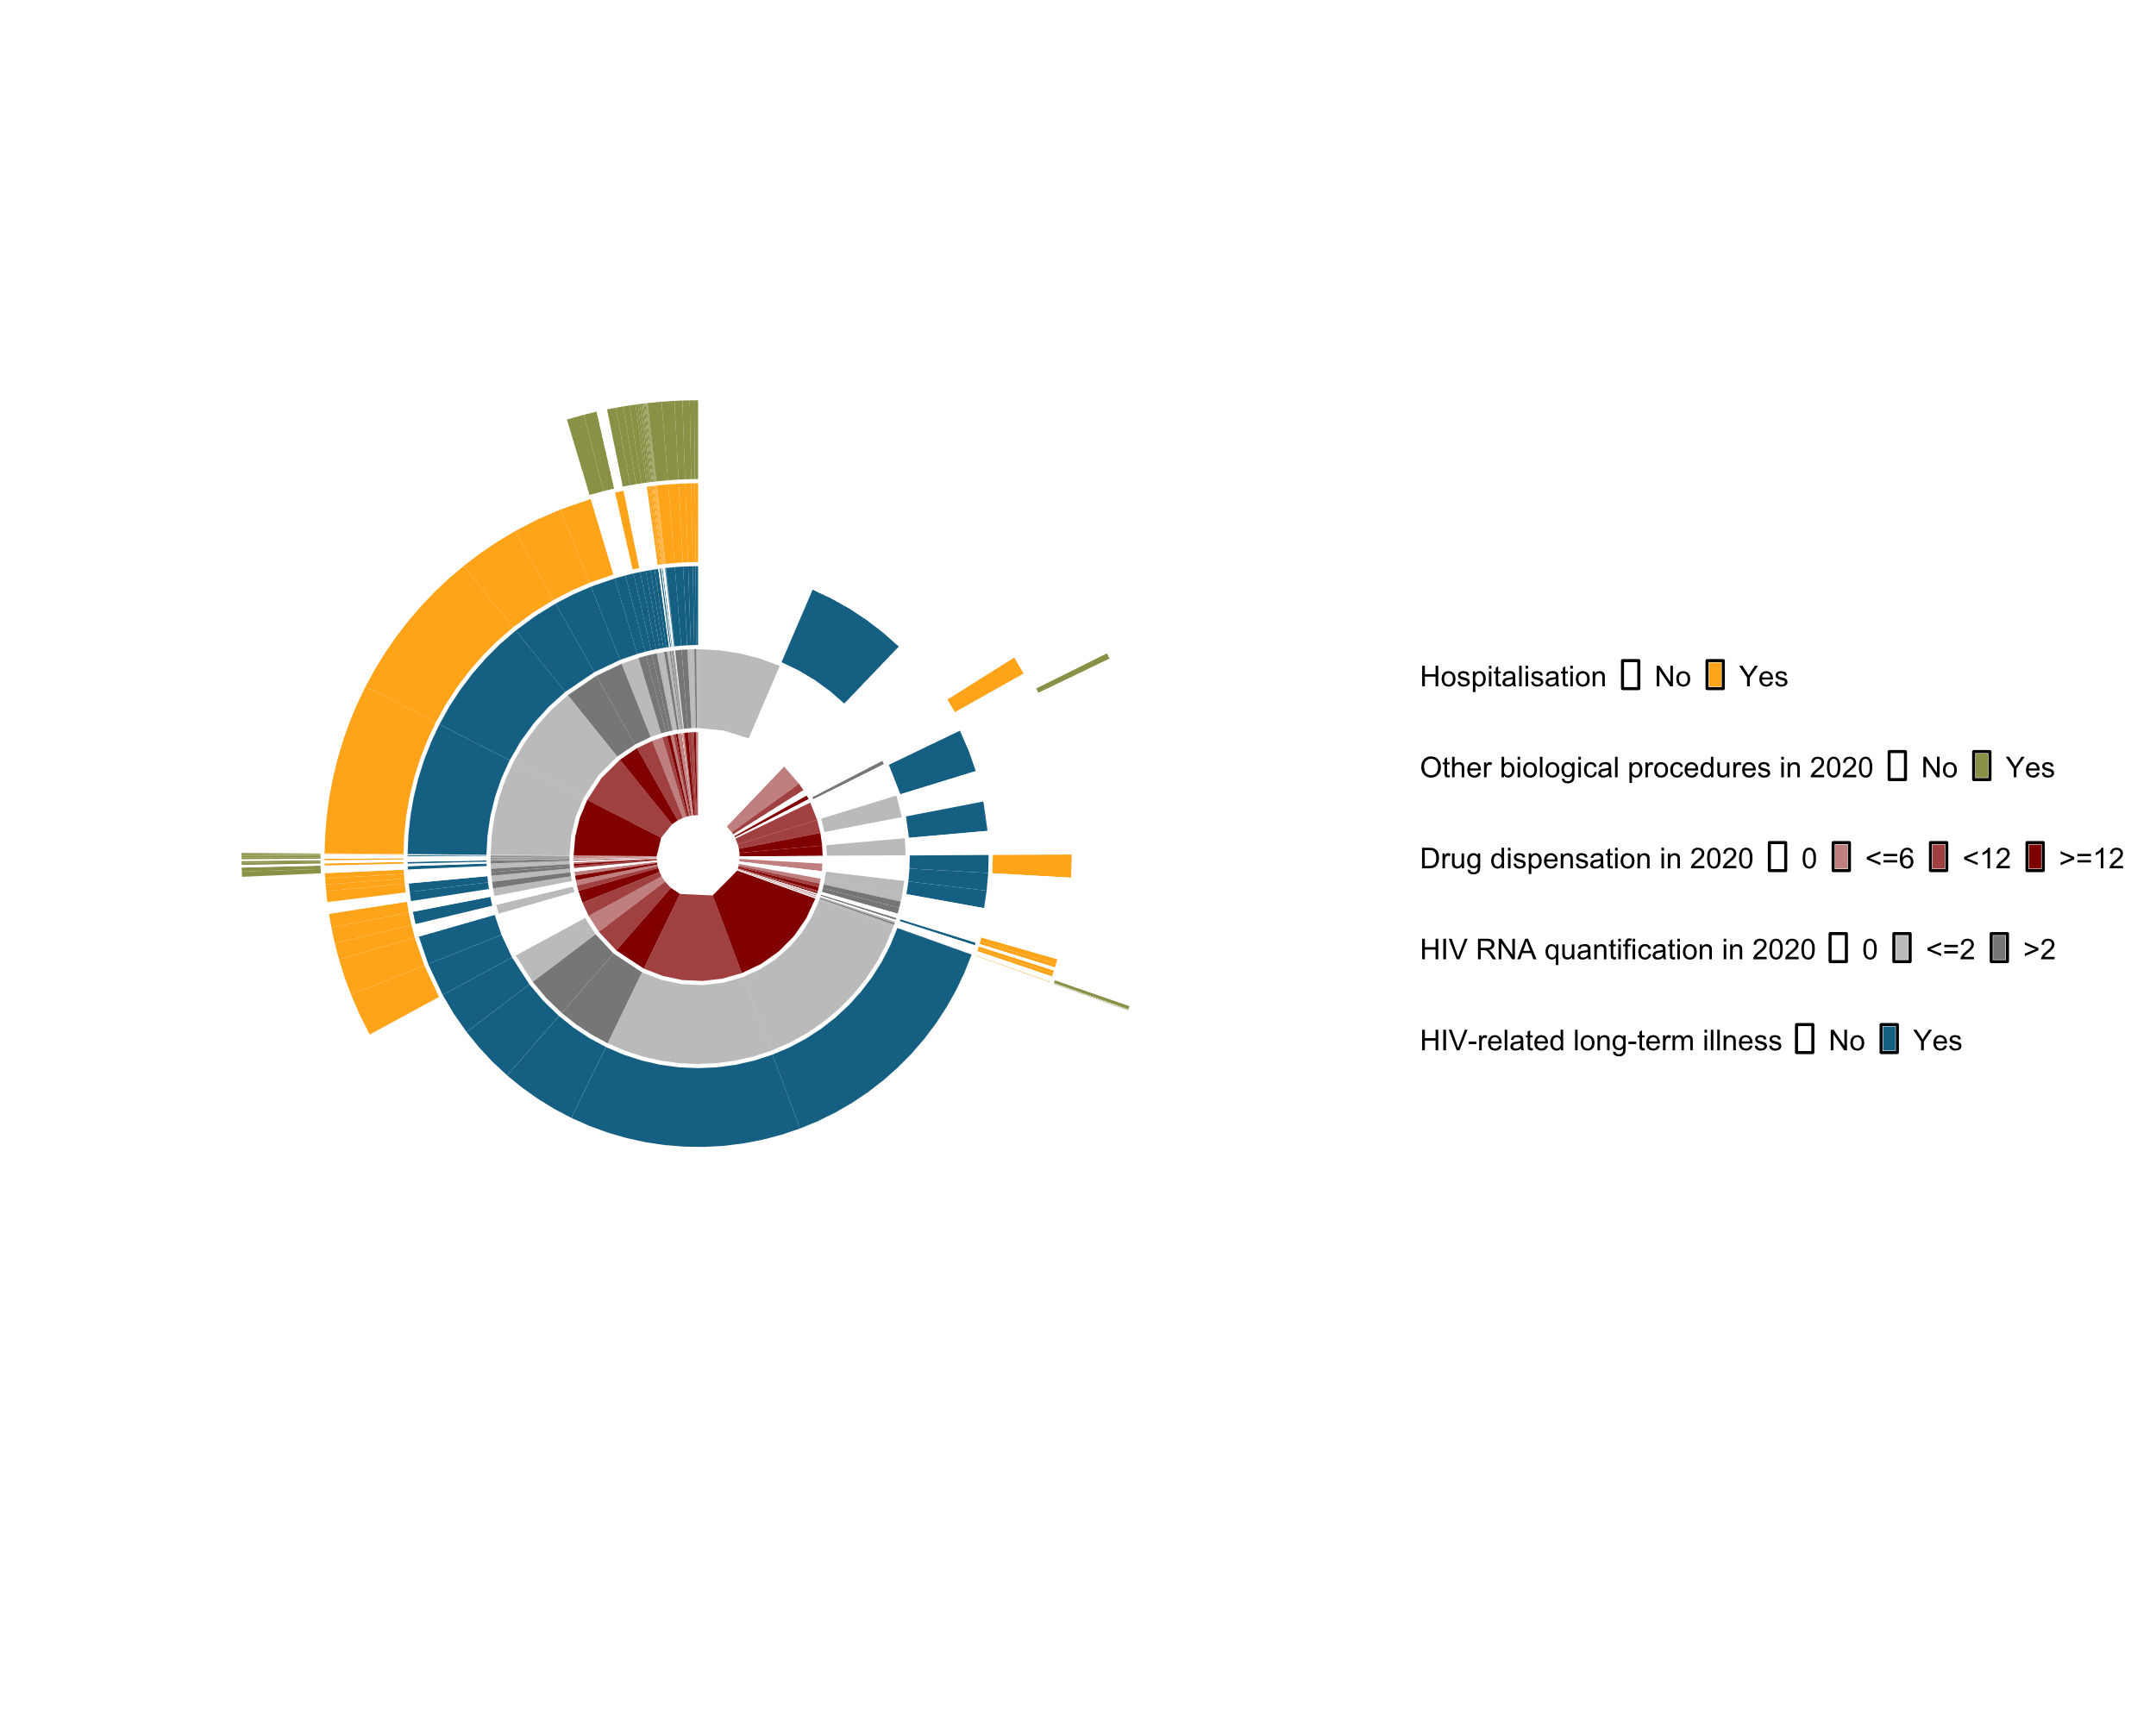 Hospitalisation No Yes
Other biological procedures in 2020 No Yes
Drug dispensation in 2020 0 <=6 <12 >=12
HIV RNA quantification in 2020 0 <=2 >2
HIV-related long-term illness No Yes